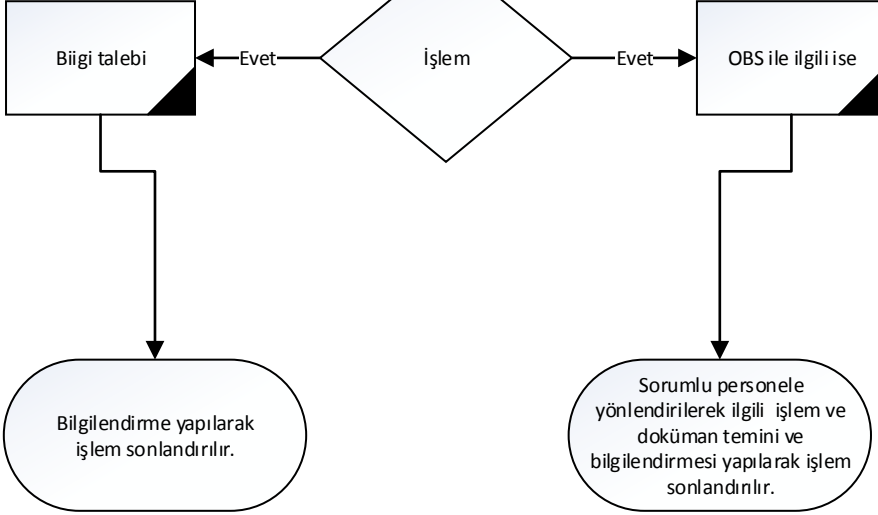 Biigi talebi
Evet
İşlem
Evet
OBS ile ilgili ise
Bilgilendirme yapılarak
işlem sonlandırılır.
Sorumlu personele
yönlendirilerek ilgili işlem ve
doküman temini ve
bilgilendirmesi yapılarak işlem
sonlandırılır.